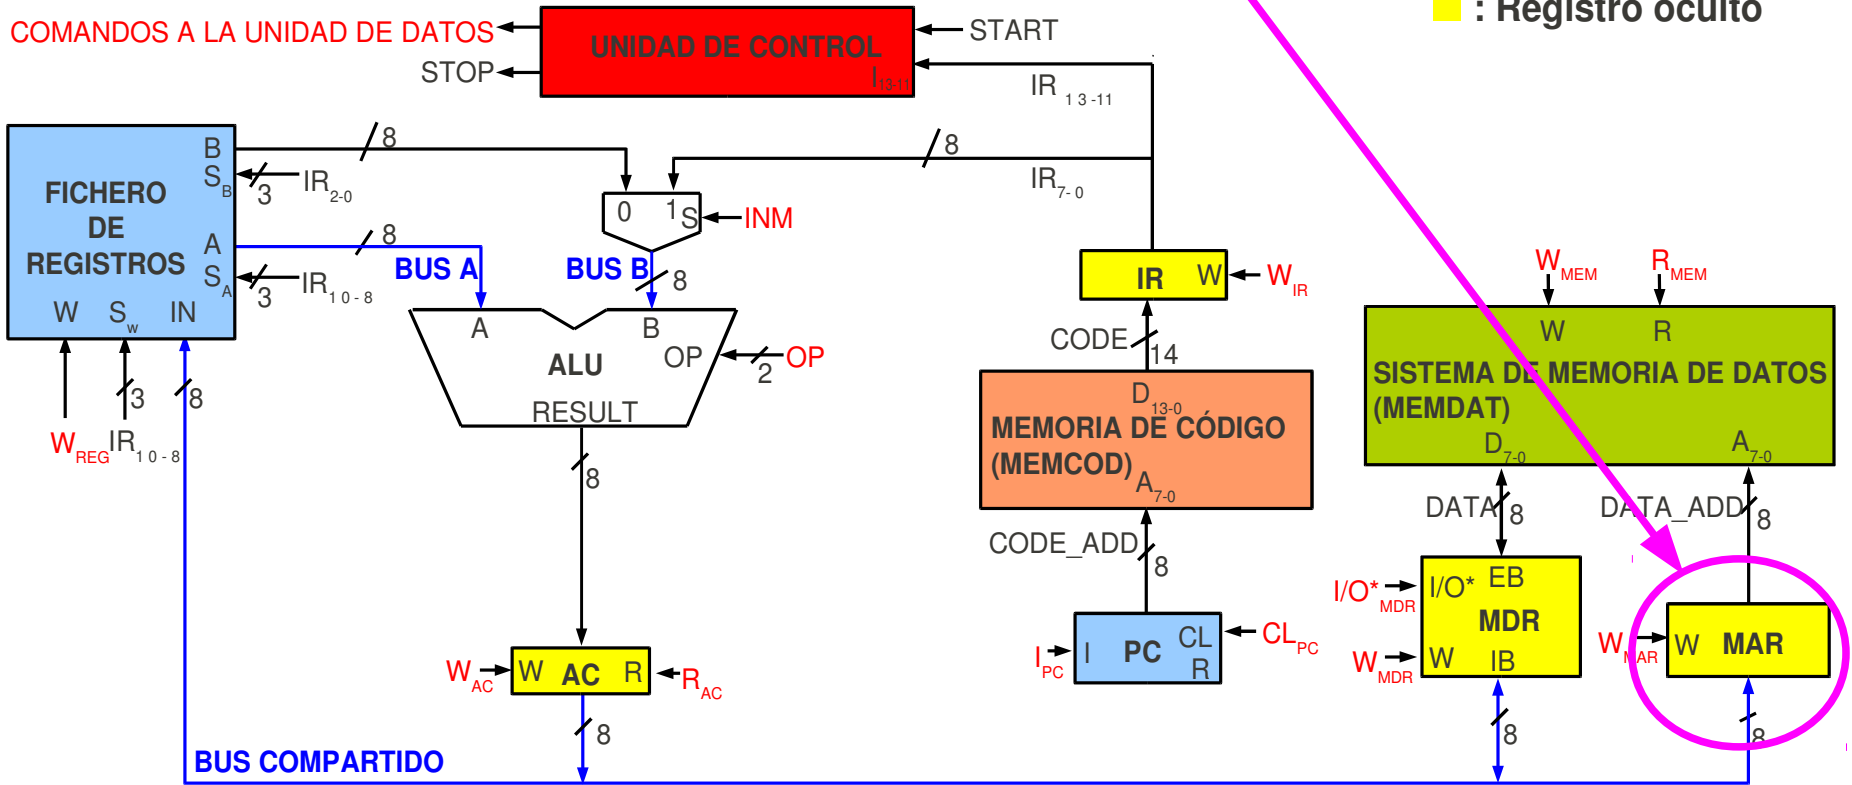 : Registro oculto
COMANDOS A LA UNIDAD DE DATOS
STOP
UNIDAD DE CONTROL
I13-11
START
IR 13-11
B
SB
8
3
IR2-0
FICHERO
DE
REGISTROS
A
SA
8
3
IR10-8
W
Sw
IN
WREG
3
IR10-8
8
BUS A
BUS B
8
0
1
S
INM
8
IR7-0
A
B
ALU
OP
2
OP
RESULT
8
IR
W
WIR
CODE
14
D13-0
MEMORIA DE CÓDIGO
(MEMCOD)
A7-0
CODE_ADD
8
IPC
I
PC
CL
R
CLPC
WMEM
RMEM
W
R
SISTEMA DE MEMORIA DE DATOS
(MEMDAT)
D7-0
A7-0
DATA
8
DATA_ADD
8
I/O*MDR
I/O*
EB
MDR
WMDR
W
IB
8
WMAR
W
MAR
8
WAC
W
AC
R
RAC
8
BUS COMPARTIDO